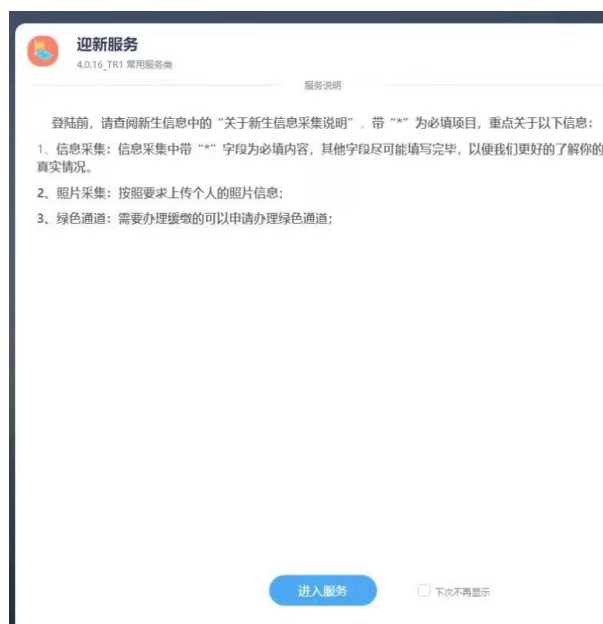 迎新服务
4.0.16_TR1 常用服务类
服务说明
登陆前，请查阅新生信息中的“关于新生信息采集说明”，带“*”为必填项目，重点关于以下信息：
1、信息采集：信息采集中带“*”字段为必填内容，其他字段尽可能填写完毕，以便我们更好的了解你的
真实情况。
2、照片采集：按照要求上传个人的照片信息；
3、绿色通道：需要办理缓缴的可以申请办理绿色通道；
进入服务
下次不再显示